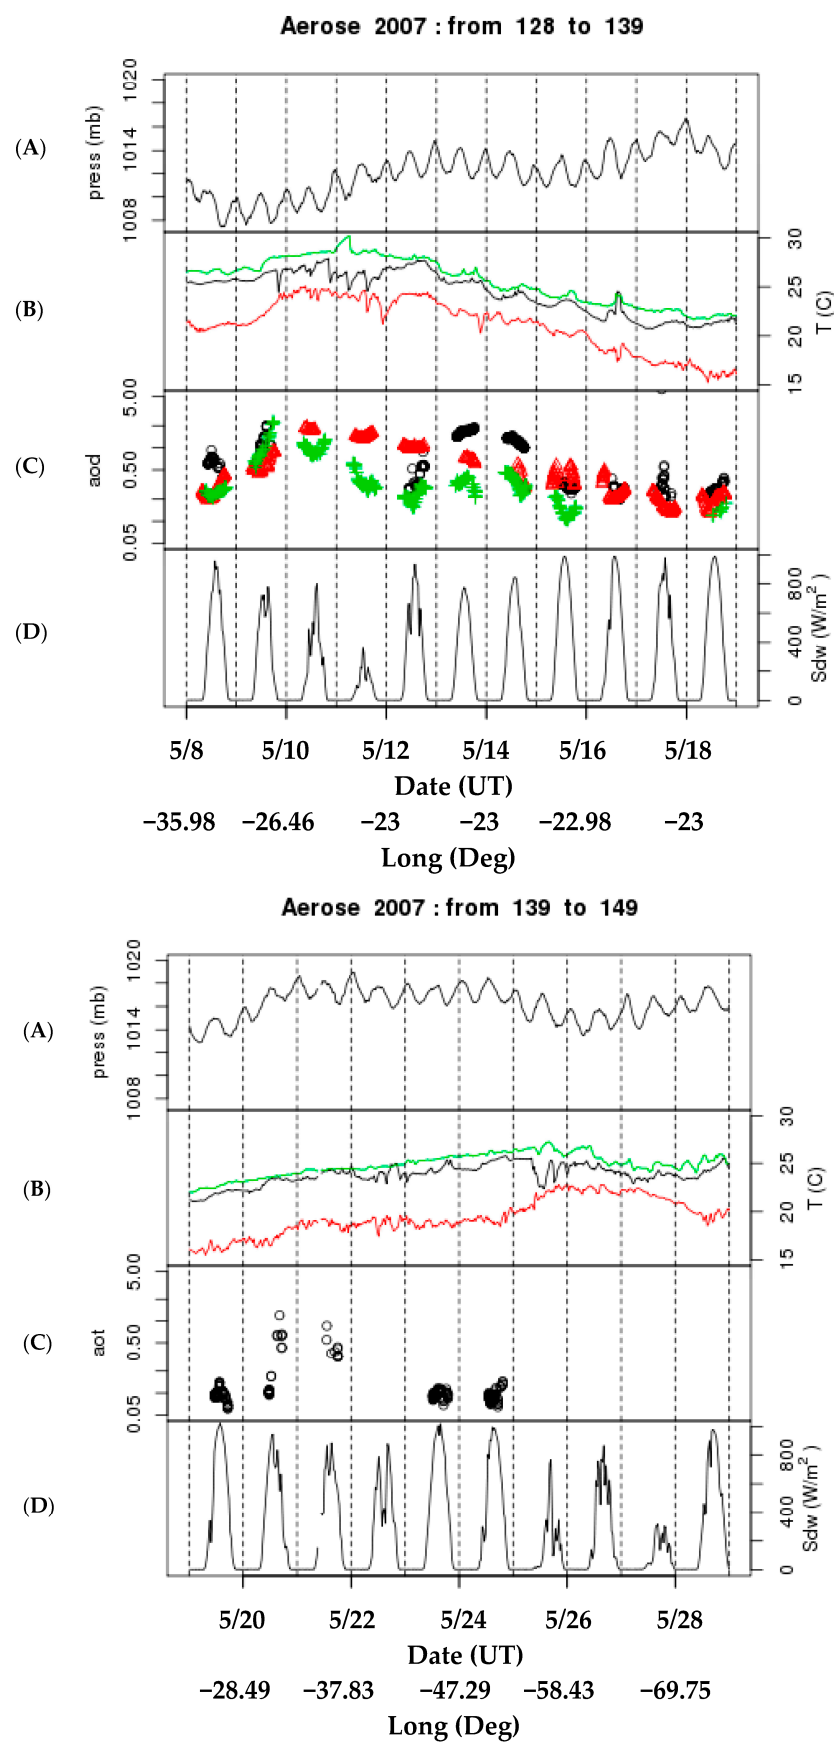 Aerose 2007 : from 128 to 139
(A)
press (mb)
1008 1014 1020
(B)
T (C)
15 20 25 30
(C)
aod
0.05 0.50 5.00
(D)
Sdw (W/m²)
0 400 800
5/8 5/10 5/12 5/14 5/16 5/18
Date (UT)
−35.98 −26.46 −23 −23 −22.98 −23
Long (Deg)
Aerose 2007 : from 139 to 149
(A)
press (mb)
1008 1014 1020
(B)
T (C)
15 20 25 30
(C)
aot
0.05 0.50 5.00
(D)
Sdw (W/m²)
0 400 800
5/20 5/22 5/24 5/26 5/28
Date (UT)
−28.49 −37.83 −47.29 −58.43 −69.75
Long (Deg)